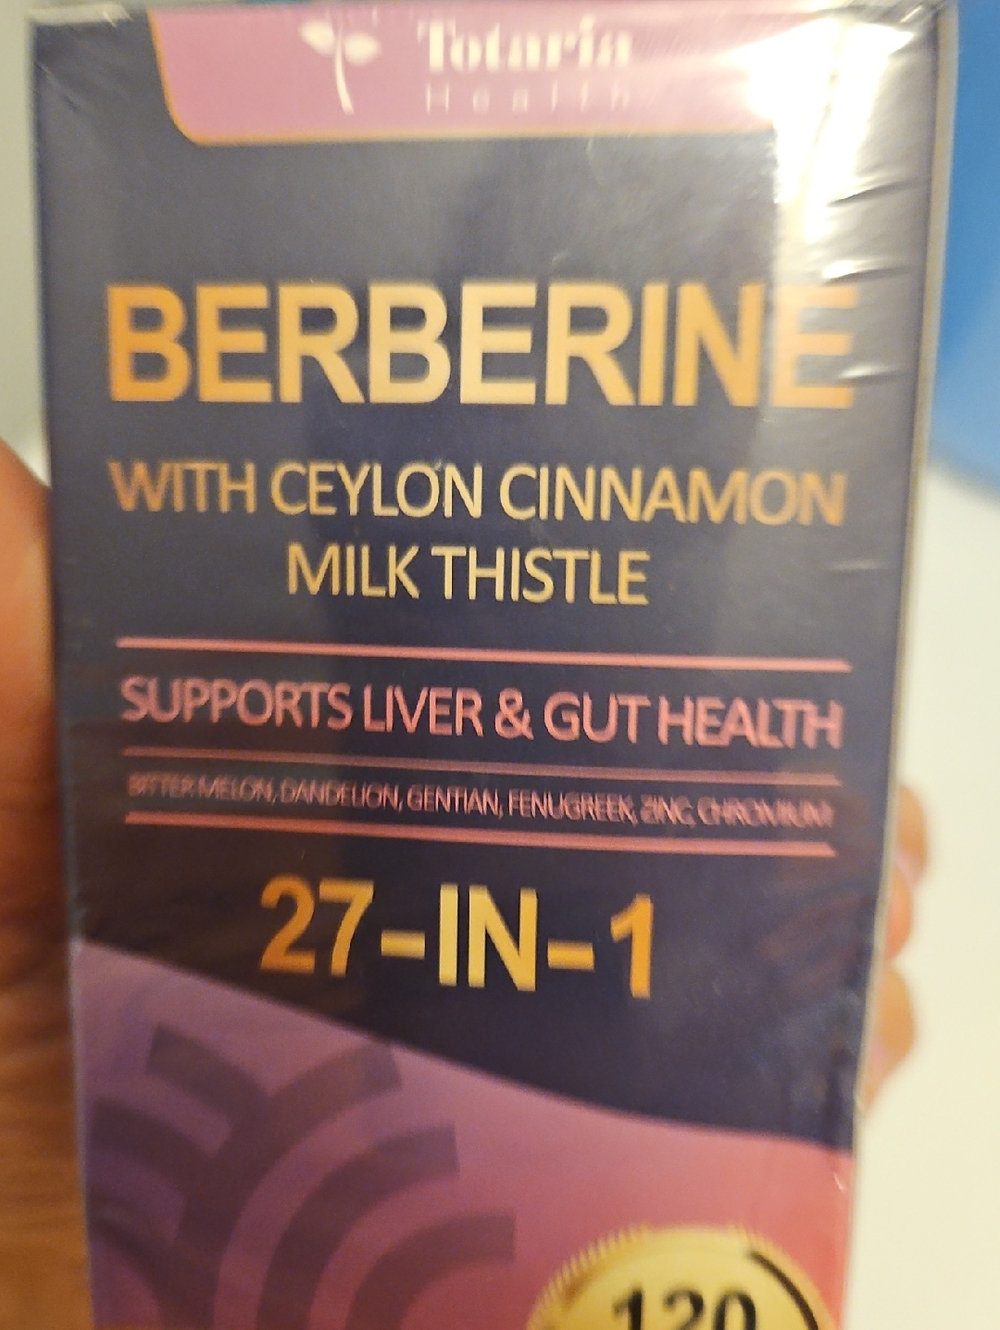 Totaria
Health
BERBERINE
WITH CEYLON CINNAMON
MILK THISTLE
SUPPORTS LIVER & GUT HEALTH
BITTER MELON, DANDELION, GENTIAN, FENUGREEK, ZINC, CHROMIUM
27-IN-1
120